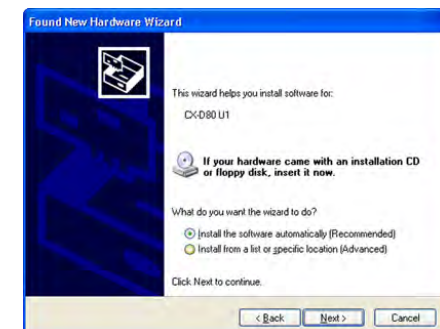 Found New Hardware Wizard
This wizard helps you install software for:
CX-D80 U1
If your hardware came with an installation CD
or floppy disk, insert it now.
What do you want the wizard to do?
Install the software automatically (Recommended)
Install from a list or specific location (Advanced)
Click Next to continue.
< Back Next > Cancel